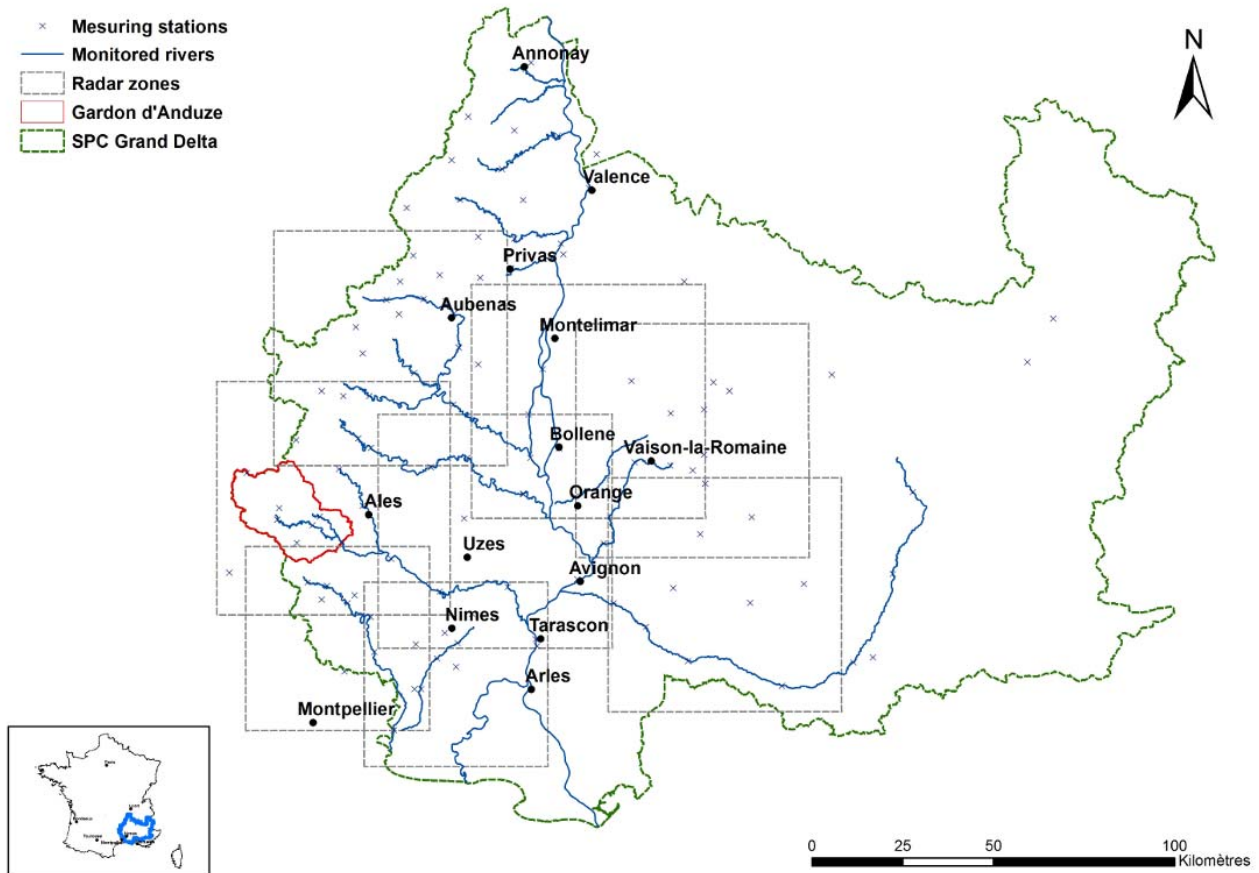 Mesuring stations
Monitored rivers
Radar zones
Gardon d'Anduze
SPC Grand Delta
N
Annonay
Valence
Privas
Aubenas
Montelimar
Bollene
Vaison-la-Romaine
Ales
Orange
Uzes
Avignon
Nimes
Tarascon
Arles
Montpellier
0 25 50 100
Kilomètres